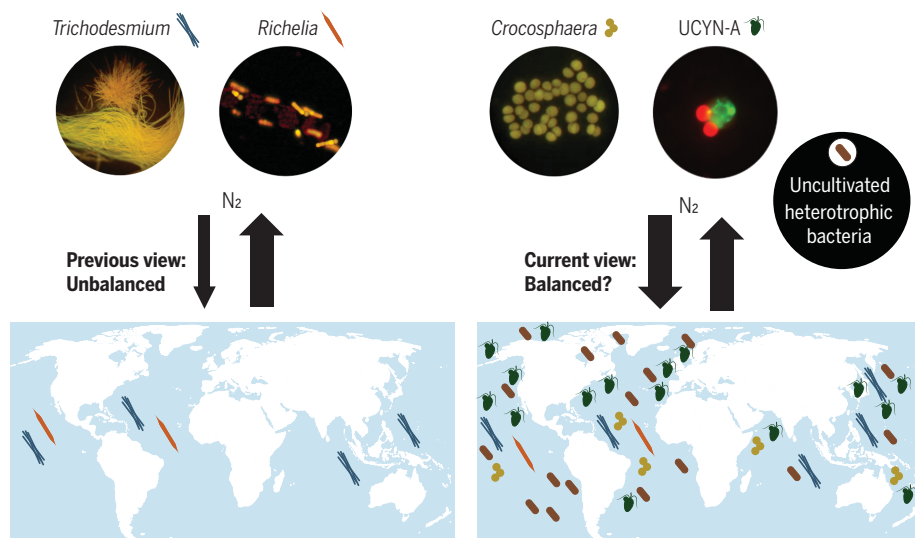 Trichodesmium
Richelia
Crocosphaera
UCYN-A
N₂
Previous view:
Unbalanced
N₂
Current view:
Balanced?
Uncultivated
heterotrophic
bacteria